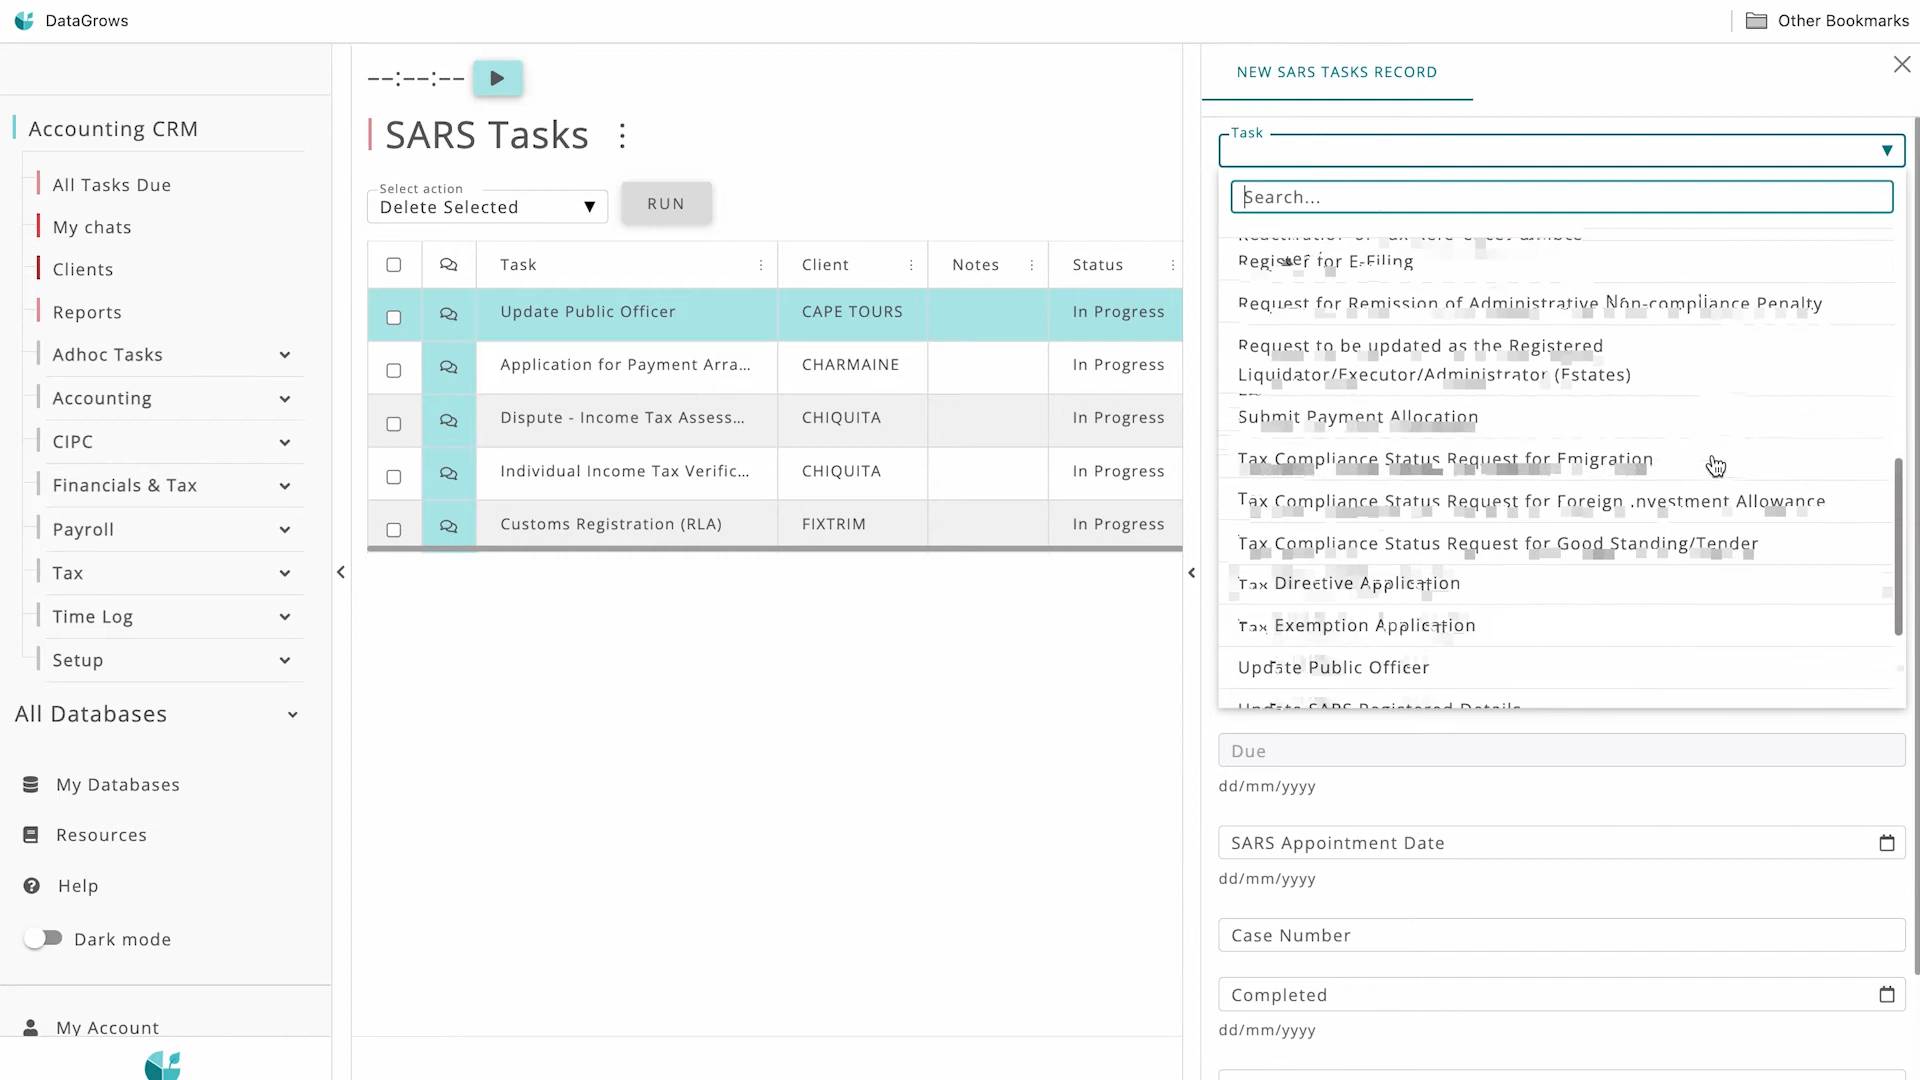 DataGrows
Other Bookmarks
Accounting CRM
All Tasks Due
My chats
Clients
Reports
Adhoc Tasks
Accounting
CIPC
Financials & Tax
Payroll
Tax
Time Log
Setup
All Databases
My Databases
Resources
Help
Dark mode
My Account
--:--:--
SARS Tasks
Select action
Delete Selected
RUN
Task Client Notes Status
Update Public Officer CAPE TOURS In Progress
Application for Payment Arra... CHARMAINE In Progress
Dispute - Income Tax Assess... CHIQUITA In Progress
Individual Income Tax Verific... CHIQUITA In Progress
Customs Registration (RLA) FIXTRIM In Progress
NEW SARS TASKS RECORD
Task
Search...
Register for E-Filing
Request for Remission of Administrative Non-compliance Penalty
Request to be updated as the Registered
Liquidator/Executor/Administrator (Estates)
Submit Payment Allocation
Tax Compliance Status Request for Emigration
Tax Compliance Status Request for Foreign Investment Allowance
Tax Compliance Status Request for Good Standing/Tender
Tax Directive Application
Tax Exemption Application
Update Public Officer
Update SARS Registered Details
Due
dd/mm/yyyy
SARS Appointment Date
dd/mm/yyyy
Case Number
Completed
dd/mm/yyyy